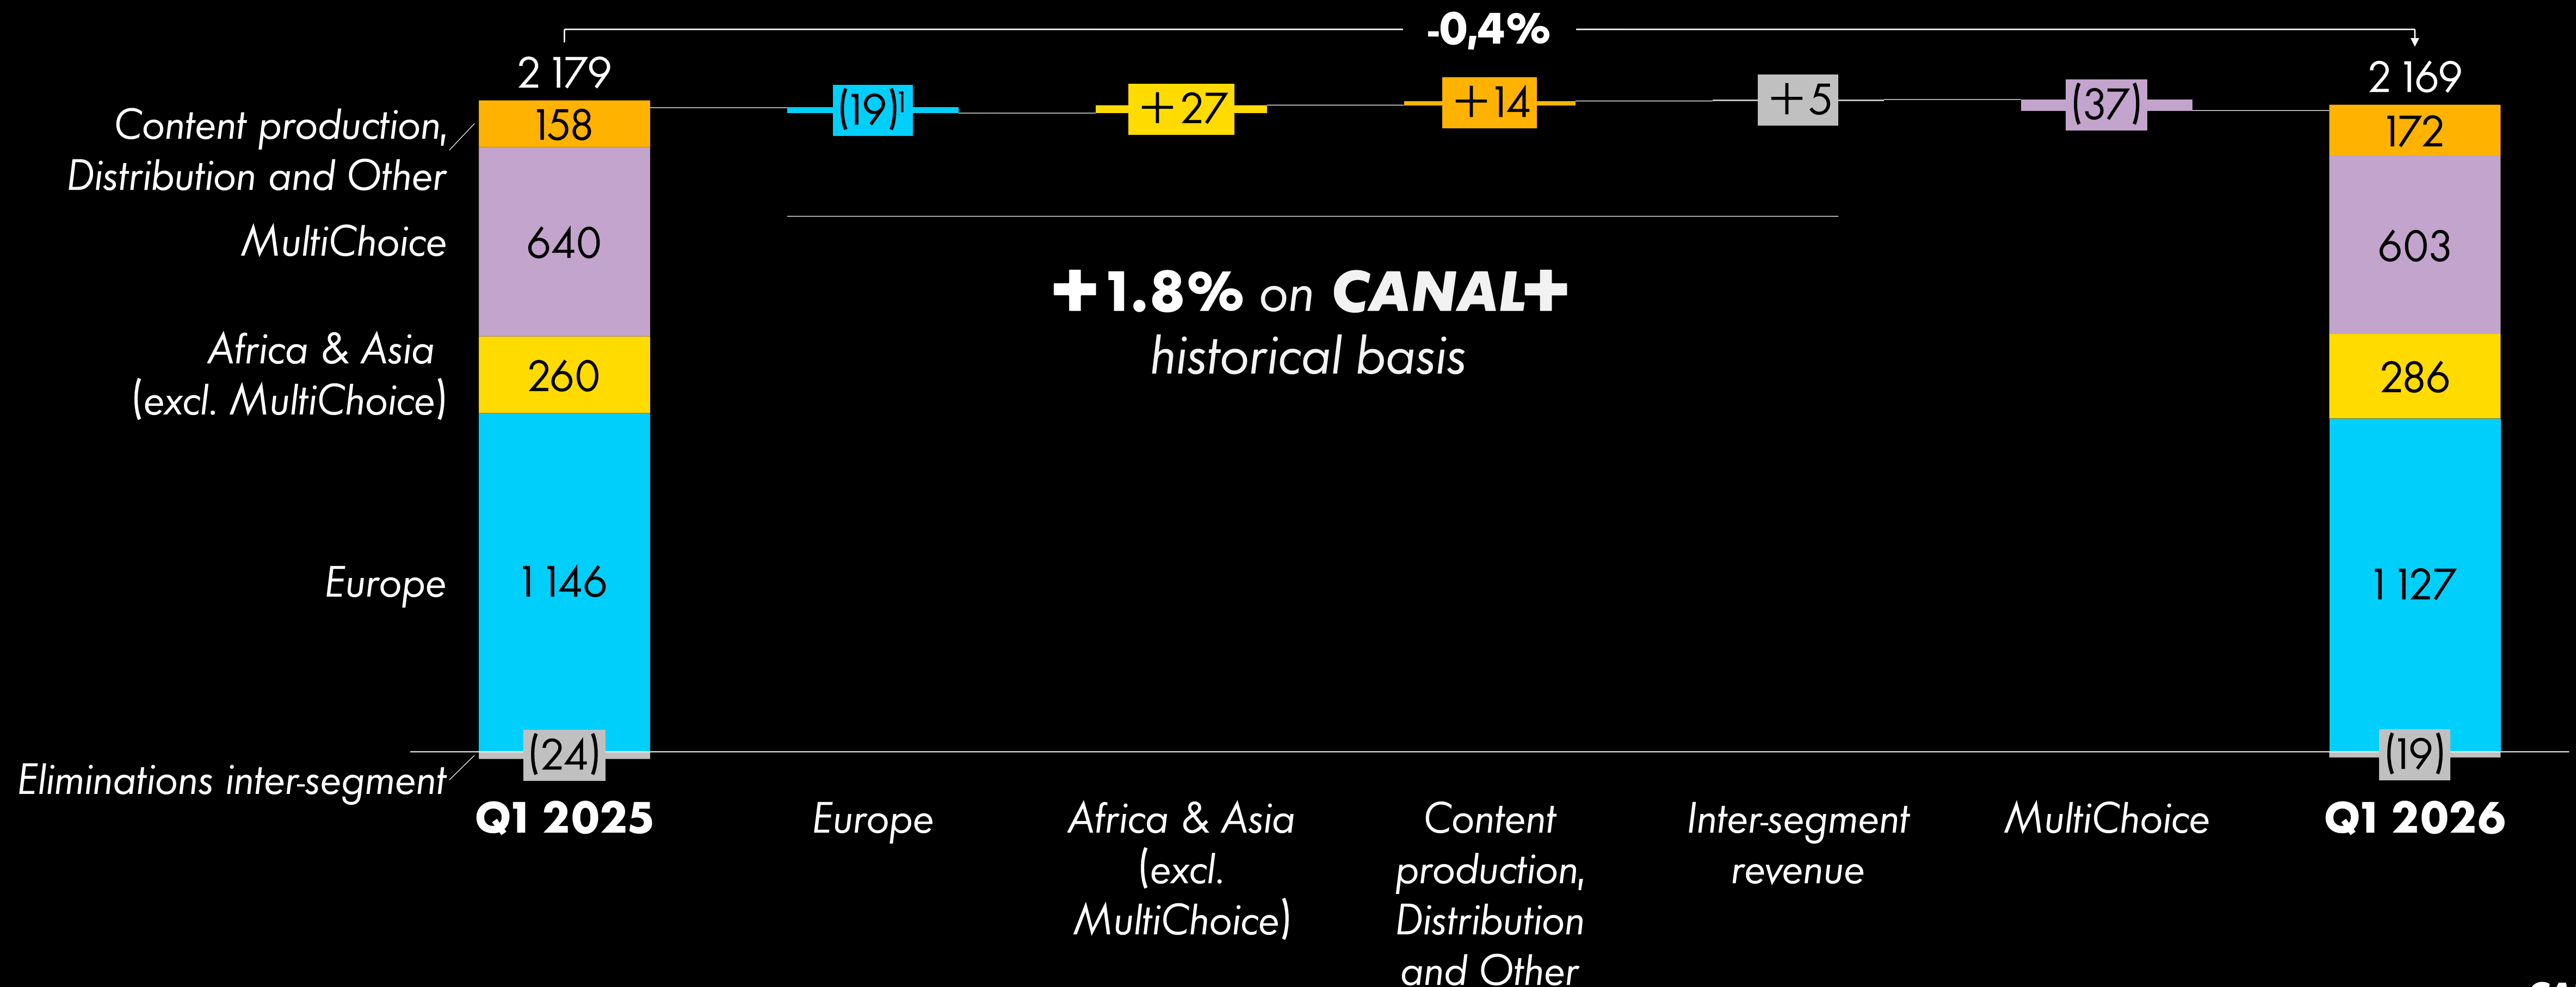 -0,4%
2 179
2 169
Content production,
Distribution and Other
MultiChoice
Africa & Asia
(excl. MultiChoice)
Europe
Eliminations inter-segment
158
640
260
1 146
(24)
Q1 2025
(19)¹
+27
+14
+5
(37)
+1.8% on CANAL+
historical basis
172
603
286
1 127
(19)
Q1 2026
Europe
Africa & Asia
(excl.
MultiChoice)
Content
production,
Distribution
and Other
Inter-segment
revenue
MultiChoice